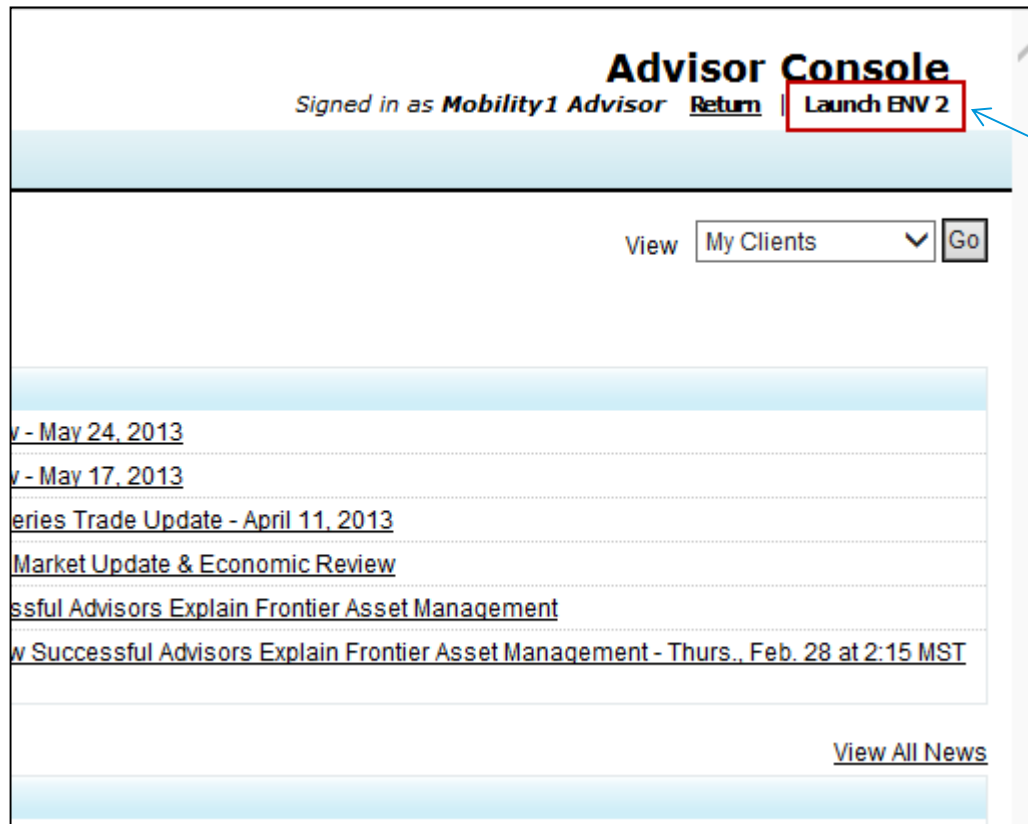 Advisor Console
Signed in as Mobility1 Advisor Return | Launch ENV 2
View My Clients Go
- May 24, 2013
- May 17, 2013
eries Trade Update - April 11, 2013
Market Update & Economic Review
ssful Advisors Explain Frontier Asset Management
w Successful Advisors Explain Frontier Asset Management - Thurs., Feb. 28 at 2:15 MST
View All News